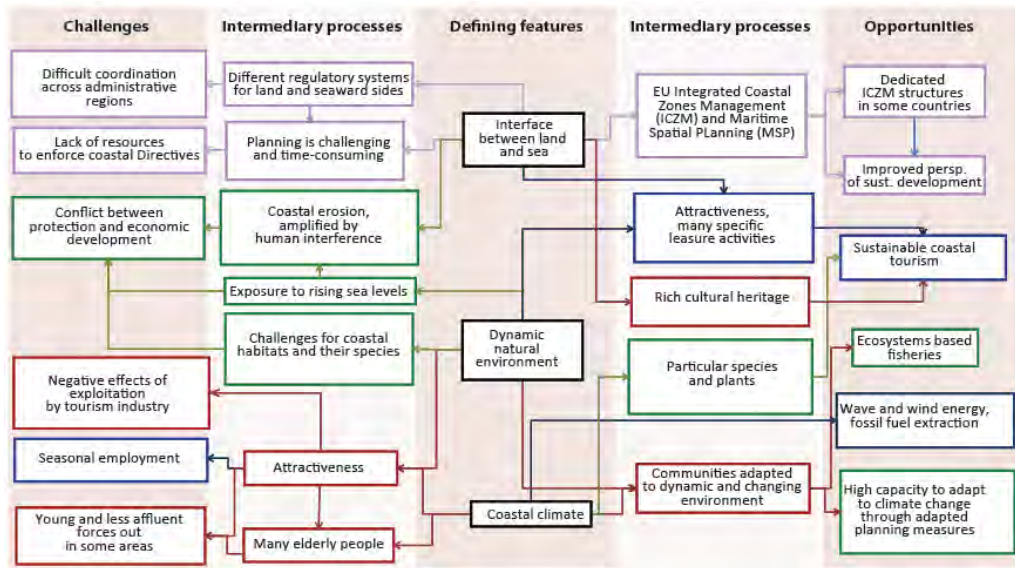 Challenges
Intermediary processes
Defining features
Intermediary processes
Opportunities
Difficult coordination
across administrative
regions
Different regulatory systems
for land and seaward sides
EU Integrated Coastal
Zones Management
(ICZM) and Maritime
Spatial PLanning (MSP)
Dedicated
ICZM structures
in some countries
Lack of resources
to enforce coastal Directives
Planning is challenging
and time-consuming
Interface
between land
and sea
Improved persp.
of sust. development
Conflict between
protection and economic
development
Coastal erosion,
amplified by
human interference
Attractiveness,
many specific
leasure activities
Sustainable coastal
tourism
Exposure to rising sea levels
Rich cultural heritage
Challenges for coastal
habitats and their species
Dynamic
natural
environment
Particular species
and plants
Ecosystems based
fisheries
Negative effects of
exploitation
by tourism industry
Wave and wind energy,
fossil fuel extraction
Seasonal employment
Attractiveness
Communities adapted
to dynamic and changing
environment
High capacity to adapt
to climate change
through adapted
planning measures
Young and less affluent
forces out
in some areas
Many elderly people
Coastal climate